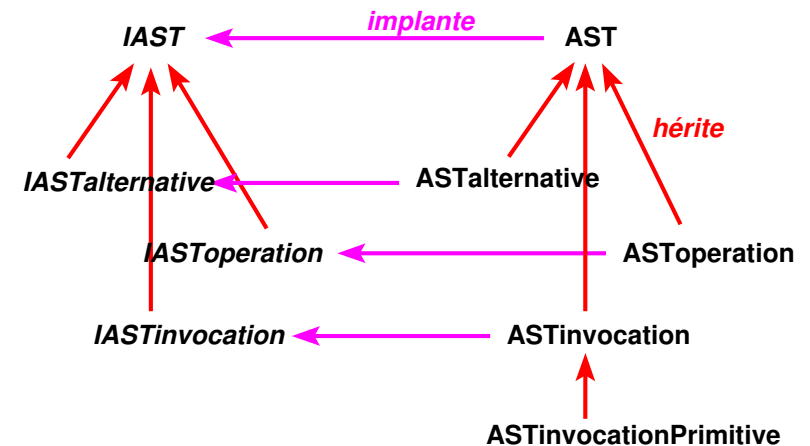 implante
IAST AST
hérite
IASTalternative ASTalternative
IASToperation ASToperation
IASTinvocation ASTinvocation
ASTinvocationPrimitive